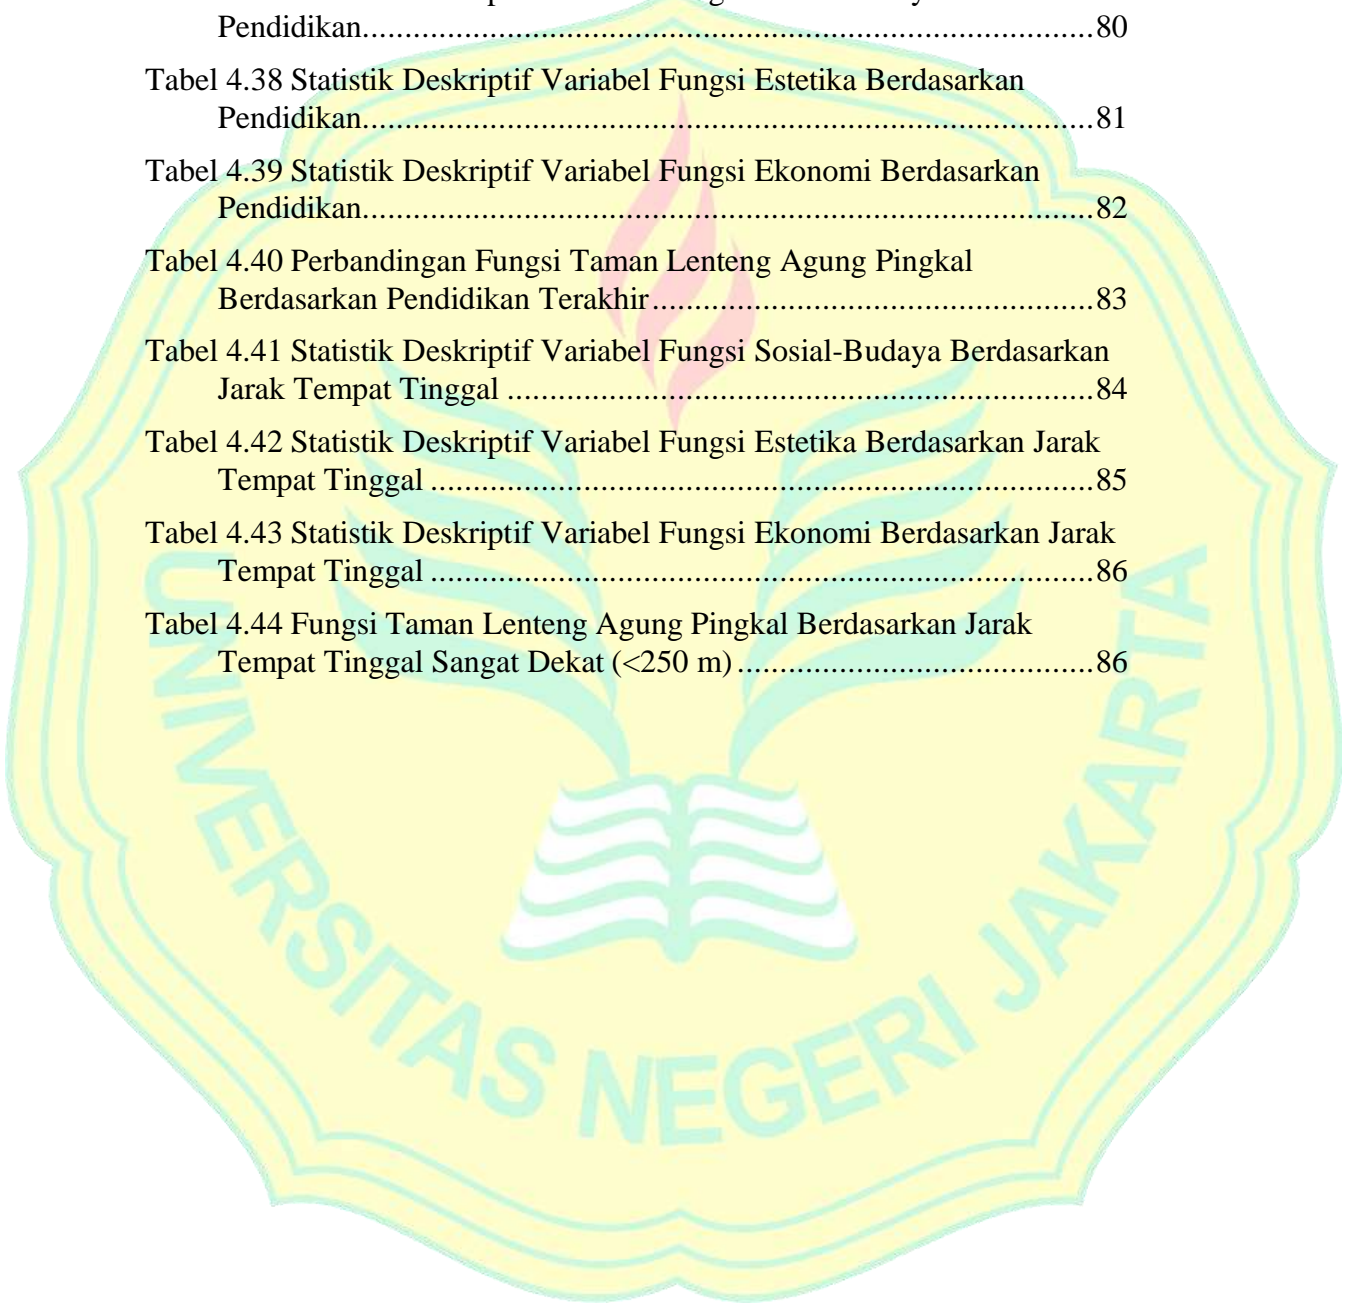 Pendidikan......................................................................................80
Tabel 4.38 Statistik Deskriptif Variabel Fungsi Estetika Berdasarkan
Pendidikan......................................................................................81
Tabel 4.39 Statistik Deskriptif Variabel Fungsi Ekonomi Berdasarkan
Pendidikan......................................................................................82
Tabel 4.40 Perbandingan Fungsi Taman Lenteng Agung Pingkal
Berdasarkan Pendidikan Terakhir....................................................83
Tabel 4.41 Statistik Deskriptif Variabel Fungsi Sosial-Budaya Berdasarkan
Jarak Tempat Tinggal .....................................................................84
Tabel 4.42 Statistik Deskriptif Variabel Fungsi Estetika Berdasarkan Jarak
Tempat Tinggal ..............................................................................85
Tabel 4.43 Statistik Deskriptif Variabel Fungsi Ekonomi Berdasarkan Jarak
Tempat Tinggal ..............................................................................86
Tabel 4.44 Fungsi Taman Lenteng Agung Pingkal Berdasarkan Jarak
Tempat Tinggal Sangat Dekat (<250 m) ..........................................86
UNIVERSITAS NEGERI JAKARTA